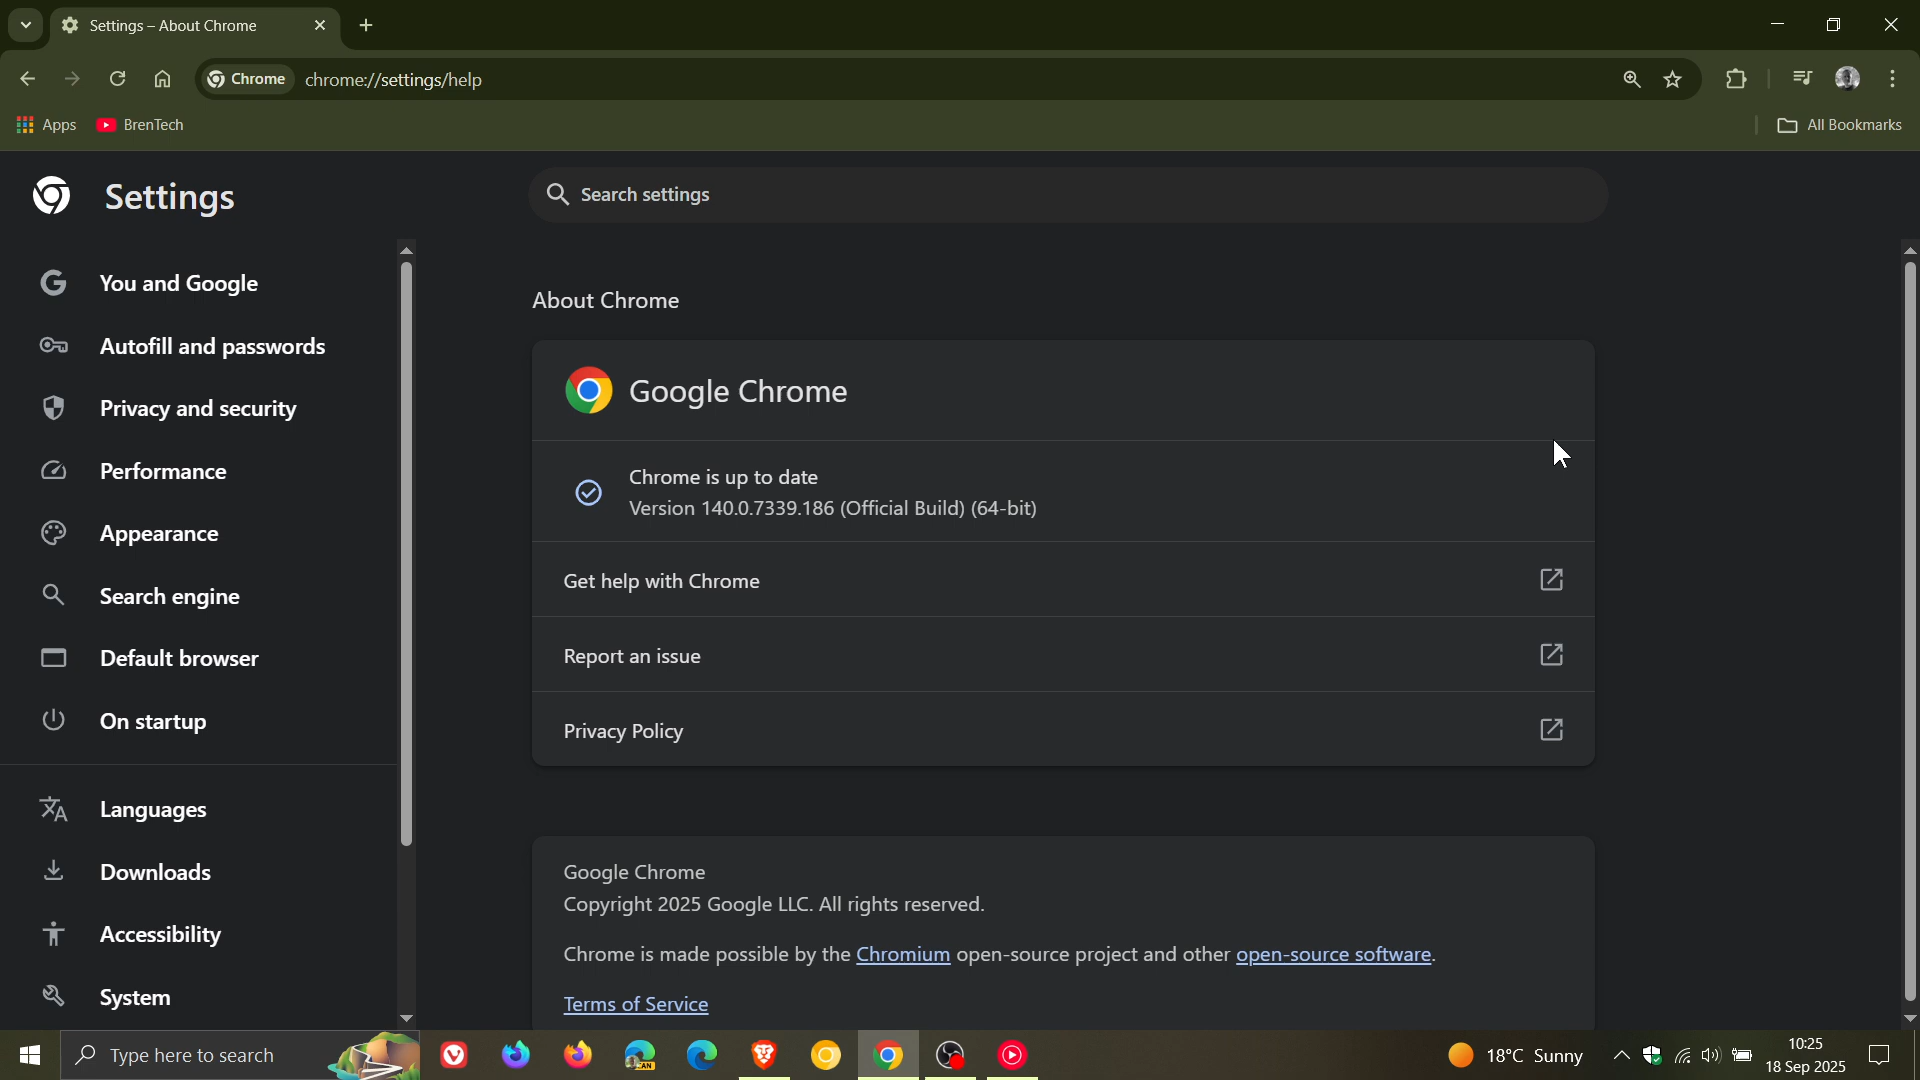 Settings – About Chrome
Chrome
chrome://settings/help
Apps
BrenTech
All Bookmarks
Settings
Search settings
You and Google
Autofill and passwords
Privacy and security
Performance
Appearance
Search engine
Default browser
On startup
Languages
Downloads
Accessibility
System
About Chrome
Google Chrome
Chrome is up to date
Version 140.0.7339.186 (Official Build) (64-bit)
Get help with Chrome
Report an issue
Privacy Policy
Google Chrome
Copyright 2025 Google LLC. All rights reserved.
Chrome is made possible by the Chromium open-source project and other open-source software.
Terms of Service
Type here to search
CAN
18°C Sunny
10:25
18 Sep 2025